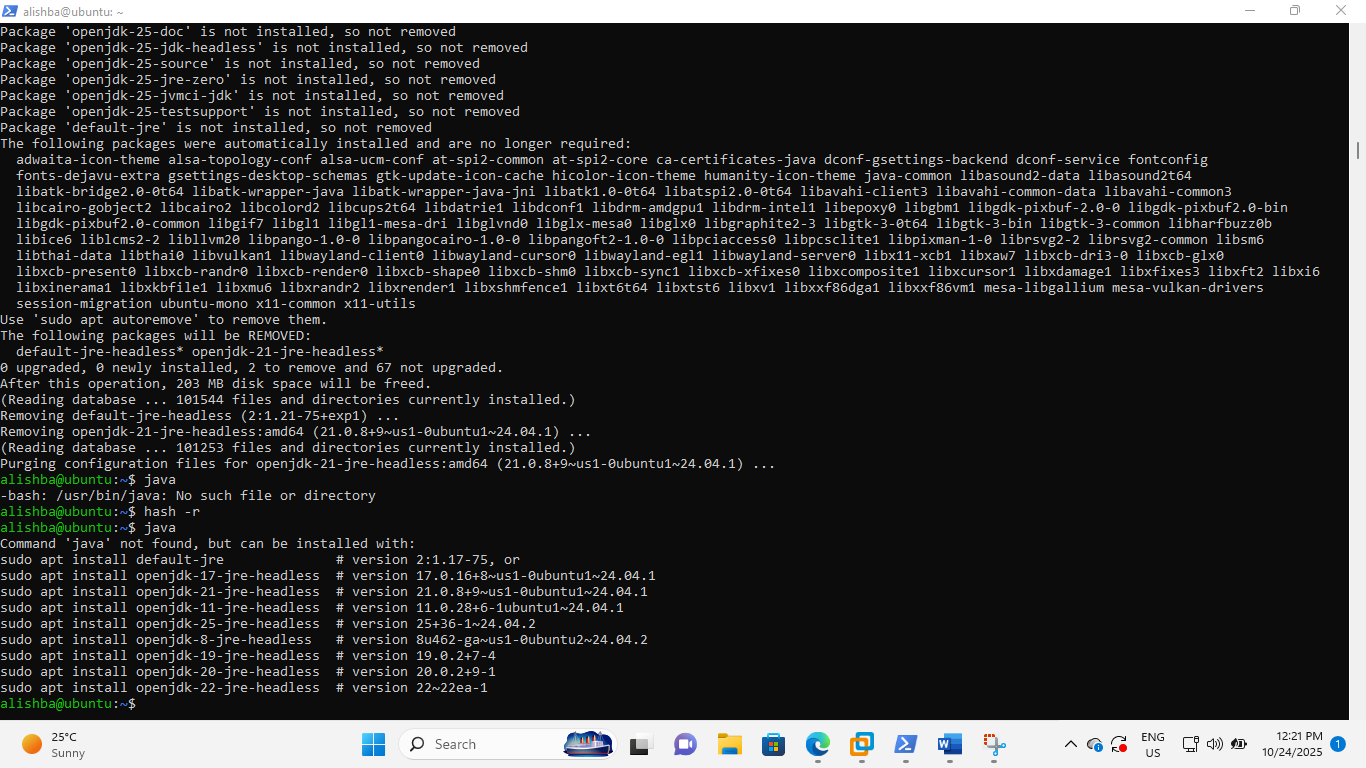 alishba@ubuntu: ~
Package 'openjdk-25-doc' is not installed, so not removed
Package 'openjdk-25-jdk-headless' is not installed, so not removed
Package 'openjdk-25-source' is not installed, so not removed
Package 'openjdk-25-jre-zero' is not installed, so not removed
Package 'openjdk-25-jvmci-jdk' is not installed, so not removed
Package 'openjdk-25-testsupport' is not installed, so not removed
Package 'default-jre' is not installed, so not removed
The following packages were automatically installed and are no longer required:
  adwaita-icon-theme alsa-topology-conf alsa-ucm-conf at-spi2-common at-spi2-core ca-certificates-java dconf-gsettings-backend dconf-service fontconfig
  fonts-dejavu-extra gsettings-desktop-schemas gtk-update-icon-cache hicolor-icon-theme humanity-icon-theme java-common libasound2-data libasound2t64
  libatk-bridge2.0-0t64 libatk-wrapper-java libatk-wrapper-java-jni libatk1.0-0t64 libatspi2.0-0t64 libavahi-client3 libavahi-common-data libavahi-common3
  libcairo-gobject2 libcairo2 libcolord2 libcups2t64 libdatrie1 libdconf1 libdrm-amdgpu1 libdrm-intel1 libepoxy0 libgbm1 libgdk-pixbuf-2.0-0 libgdk-pixbuf2.0-bin
  libgdk-pixbuf2.0-common libgif7 libgl1 libgl1-mesa-dri libglvnd0 libglx-mesa0 libglx0 libgraphite2-3 libgtk-3-0t64 libgtk-3-bin libgtk-3-common libharfbuzz0b
  libice6 liblcms2-2 libllvm20 libpango-1.0-0 libpangocairo-1.0-0 libpangoft2-1.0-0 libpciaccess0 libpcsclite1 libpixman-1-0 librsvg2-2 librsvg2-common libsm6
  libthai-data libthai0 libvulkan1 libwayland-client0 libwayland-cursor0 libwayland-egl1 libwayland-server0 libx11-xcb1 libxaw7 libxcb-dri3-0 libxcb-glx0
  libxcb-present0 libxcb-randr0 libxcb-render0 libxcb-shape0 libxcb-shm0 libxcb-sync1 libxcb-xfixes0 libxcomposite1 libxcursor1 libxdamage1 libxfixes3 libxft2 libxi6
  libxinerama1 libxkbfile1 libxmu6 libxrandr2 libxrender1 libxshmfence1 libxt6t64 libxtst6 libxv1 libxxf86dga1 libxxf86vm1 mesa-libgallium mesa-vulkan-drivers
  session-migration ubuntu-mono x11-common x11-utils
Use 'sudo apt autoremove' to remove them.
The following packages will be REMOVED:
  default-jre-headless* openjdk-21-jre-headless*
0 upgraded, 0 newly installed, 2 to remove and 67 not upgraded.
After this operation, 203 MB disk space will be freed.
(Reading database ... 101544 files and directories currently installed.)
Removing default-jre-headless (2:1.21-75+exp1) ...
Removing openjdk-21-jre-headless:amd64 (21.0.8+9~us1-0ubuntu1~24.04.1) ...
(Reading database ... 101253 files and directories currently installed.)
Purging configuration files for openjdk-21-jre-headless:amd64 (21.0.8+9~us1-0ubuntu1~24.04.1) ...
alishba@ubuntu:~$ java
-bash: /usr/bin/java: No such file or directory
alishba@ubuntu:~$ hash -r
alishba@ubuntu:~$ java
Command 'java' not found, but can be installed with:
sudo apt install default-jre              # version 2:1.17-75, or
sudo apt install openjdk-17-jre-headless  # version 17.0.16+8~us1-0ubuntu1~24.04.1
sudo apt install openjdk-21-jre-headless  # version 21.0.8+9~us1-0ubuntu1~24.04.1
sudo apt install openjdk-11-jre-headless  # version 11.0.28+6-1ubuntu1~24.04.1
sudo apt install openjdk-25-jre-headless  # version 25+36-1~24.04.2
sudo apt install openjdk-8-jre-headless   # version 8u462-ga~us1-0ubuntu2~24.04.2
sudo apt install openjdk-19-jre-headless  # version 19.0.2+7-4
sudo apt install openjdk-20-jre-headless  # version 20.0.2+9-1
sudo apt install openjdk-22-jre-headless  # version 22~22ea-1
alishba@ubuntu:~$
25°C
Sunny
Search
ENG
US
12:21 PM
10/24/2025
1